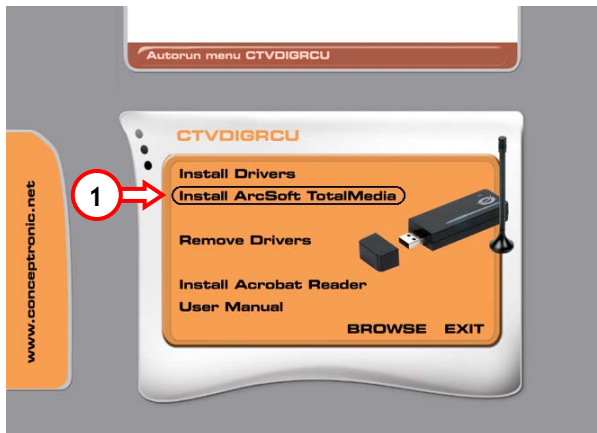 Autorun menu CTVDIGRCU
www.conceptronic.net
CTVDIGRCU
Install Drivers
1
Install ArcSoft TotalMedia
Remove Drivers
Install Acrobat Reader
User Manual
BROWSE EXIT